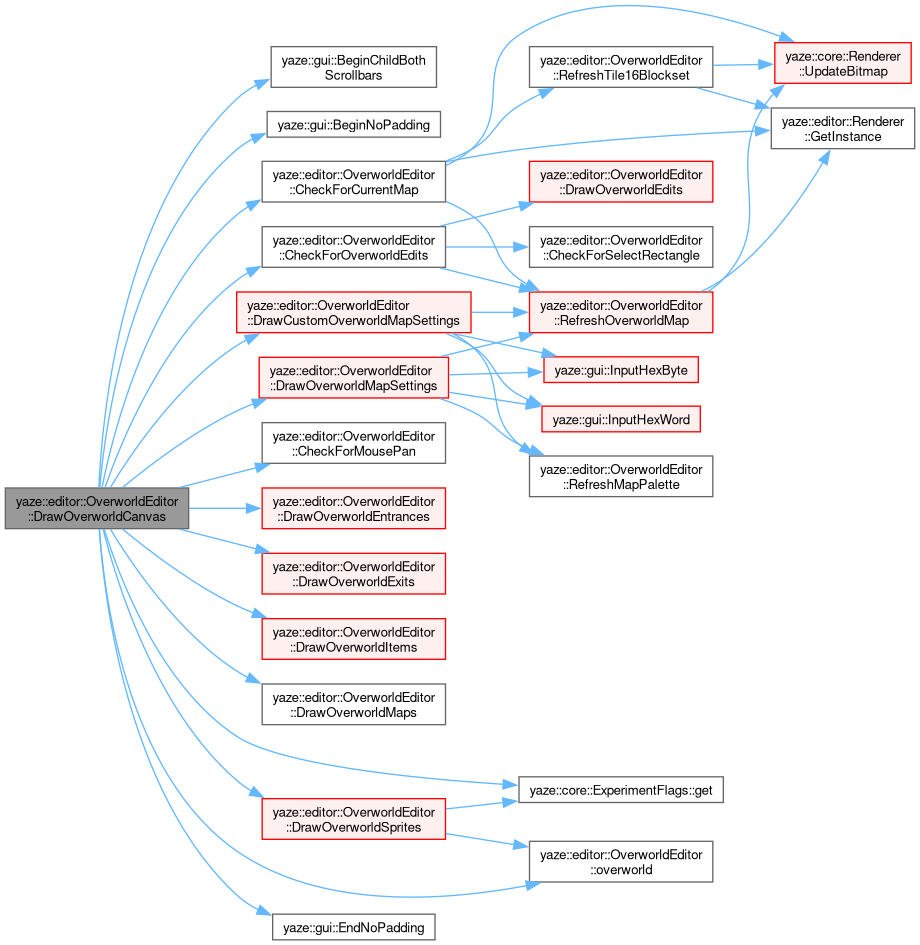 yaze::editor::OverworldEditor
::DrawOverworldCanvas
yaze::gui::BeginChildBoth
Scrollbars
yaze::gui::BeginNoPadding
yaze::editor::OverworldEditor
::CheckForCurrentMap
yaze::editor::OverworldEditor
::CheckForOverworldEdits
yaze::editor::OverworldEditor
::DrawCustomOverworldMapSettings
yaze::editor::OverworldEditor
::DrawOverworldMapSettings
yaze::editor::OverworldEditor
::CheckForMousePan
yaze::editor::OverworldEditor
::DrawOverworldEntrances
yaze::editor::OverworldEditor
::DrawOverworldExits
yaze::editor::OverworldEditor
::DrawOverworldItems
yaze::editor::OverworldEditor
::DrawOverworldMaps
yaze::editor::OverworldEditor
::DrawOverworldSprites
yaze::gui::EndNoPadding
yaze::editor::OverworldEditor
::RefreshTile16Blockset
yaze::editor::OverworldEditor
::DrawOverworldEdits
yaze::editor::OverworldEditor
::CheckForSelectRectangle
yaze::editor::OverworldEditor
::RefreshOverworldMap
yaze::gui::InputHexByte
yaze::gui::InputHexWord
yaze::editor::OverworldEditor
::RefreshMapPalette
yaze::core::ExperimentFlags::get
yaze::editor::OverworldEditor
::overworld
yaze::core::Renderer
::UpdateBitmap
yaze::editor::Renderer
::GetInstance